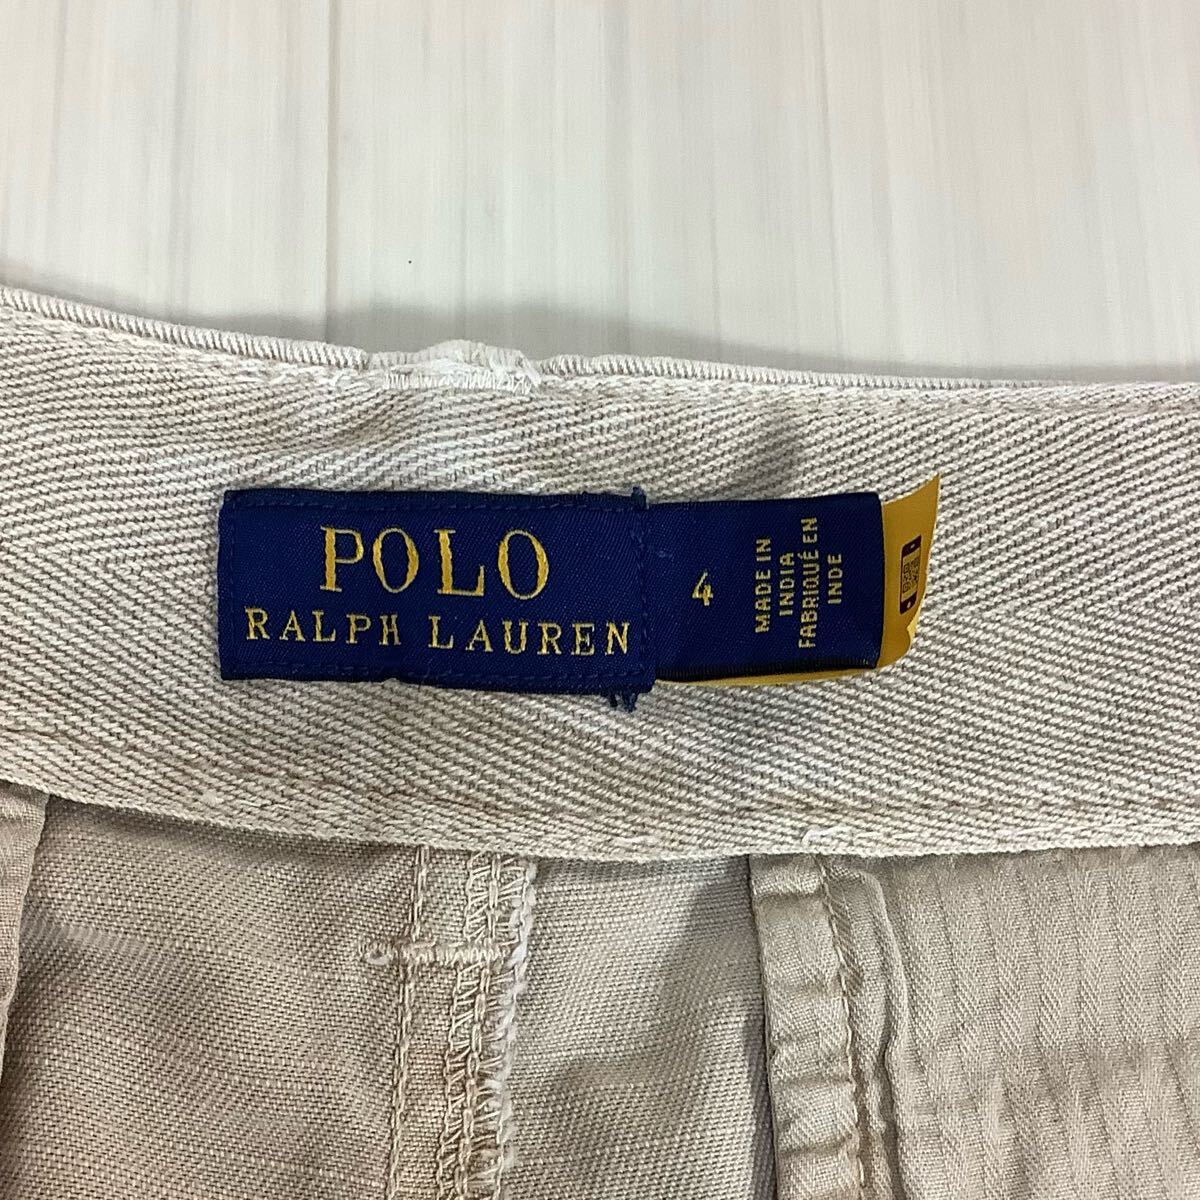 POLO
RALPH LAUREN
4
MADE IN
INDIA
FABRIQUÉ EN
INDE